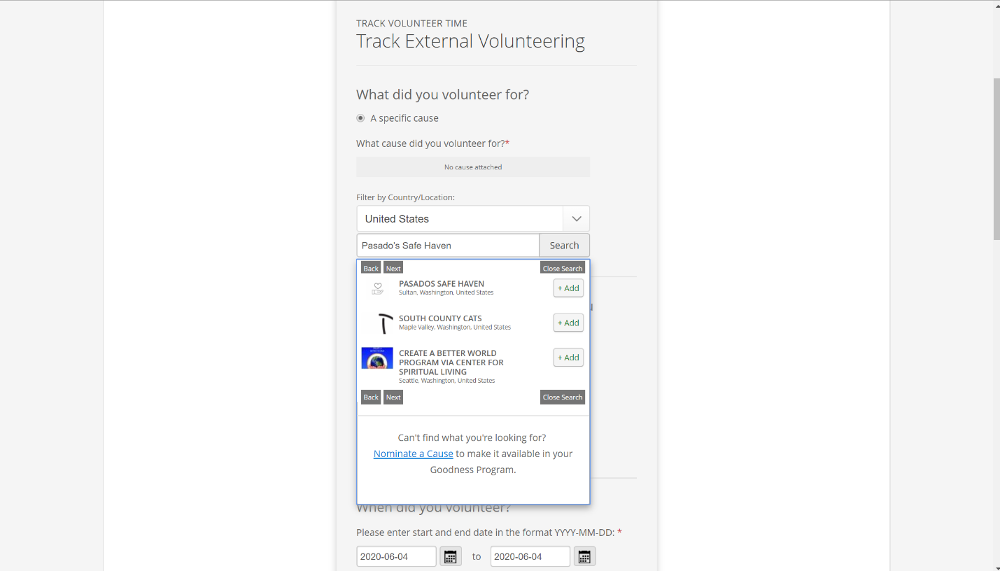 TRACK VOLUNTEER TIME
Track External Volunteering
What did you volunteer for?
A specific cause
What cause did you volunteer for?*
No cause attached
Filter by Country/Location:
United States
Pasado's Safe Haven
Search
Back Next Close Search
PASADOS SAFE HAVEN
Sultan, Washington, United States
+ Add
SOUTH COUNTY CATS
Maple Valley, Washington, United States
+ Add
CREATE A BETTER WORLD
PROGRAM VIA CENTER FOR
SPIRITUAL LIVING
Seattle, Washington, United States
+ Add
Back Next Close Search
Can't find what you're looking for?
Nominate a Cause to make it available in your
Goodness Program.
When did you volunteer?
Please enter start and end date in the format YYYY-MM-DD: *
2020-06-04 to 2020-06-04